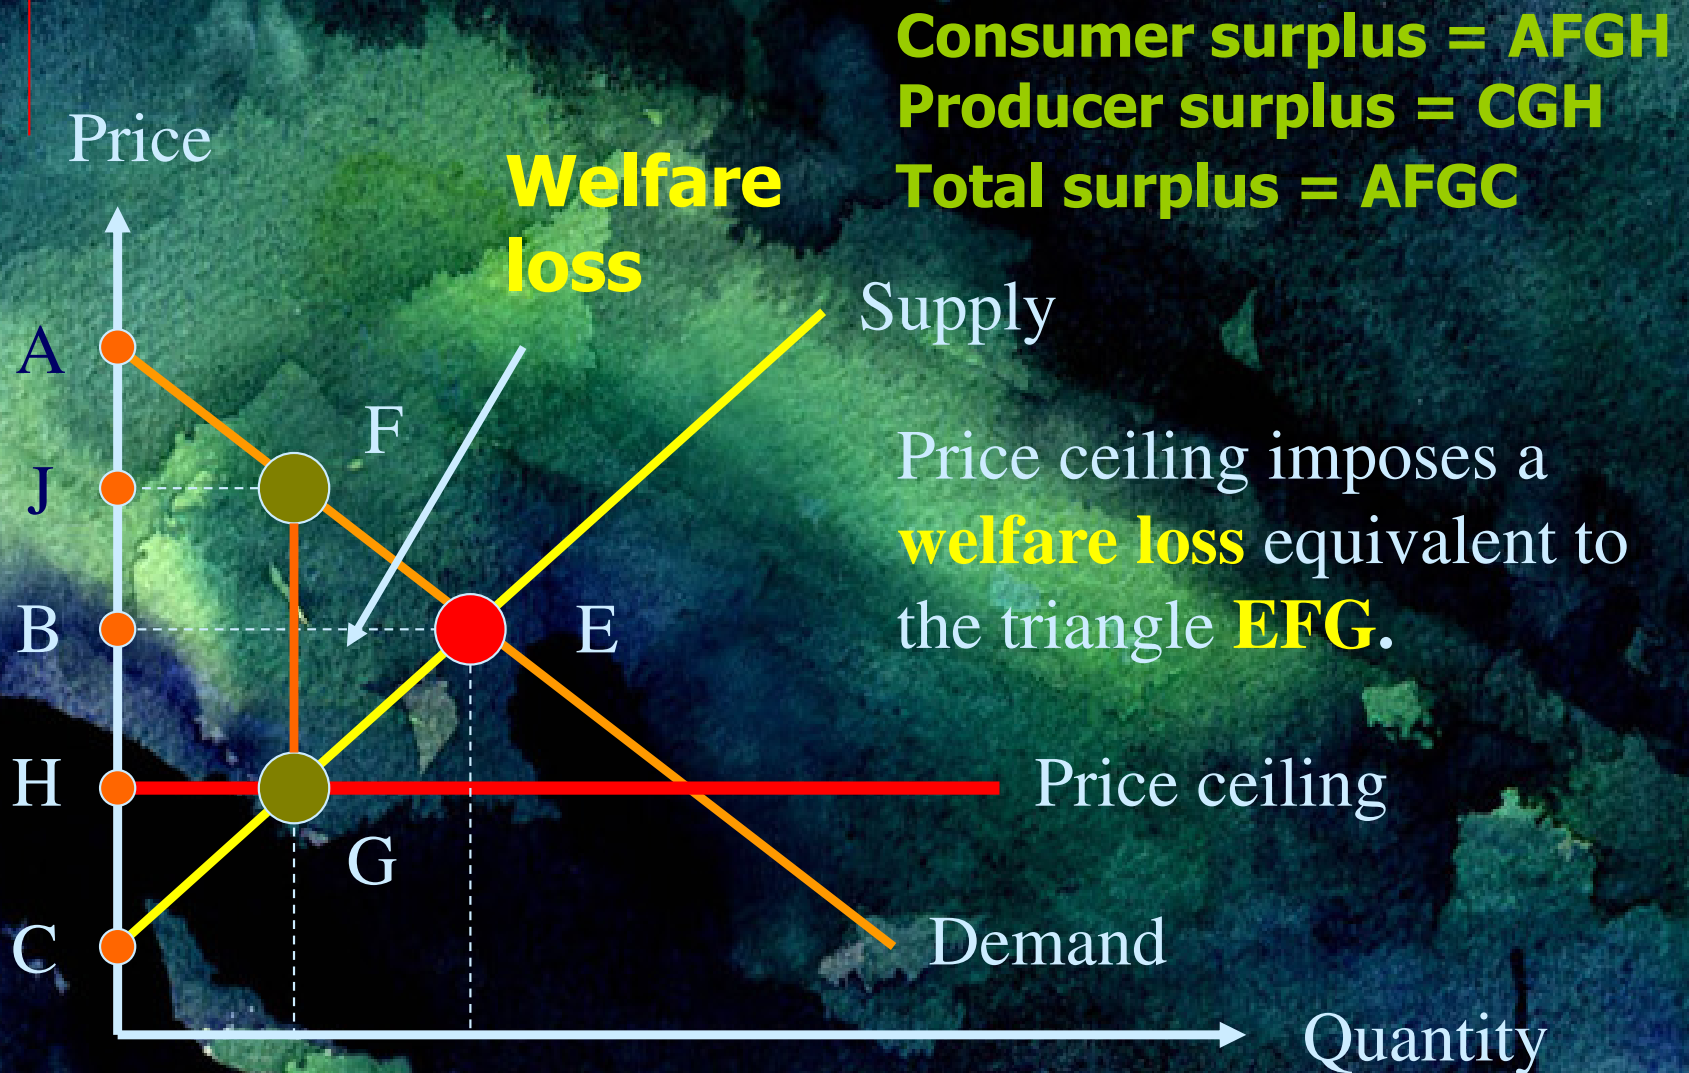 Consumer surplus = AFGH
Producer surplus = CGH
Total surplus = AFGC
Price
Welfare
loss
Supply
A
F
J
Price ceiling imposes a
welfare loss equivalent to
the triangle EFG.
B
E
H
Price ceiling
G
C
Demand
Quantity